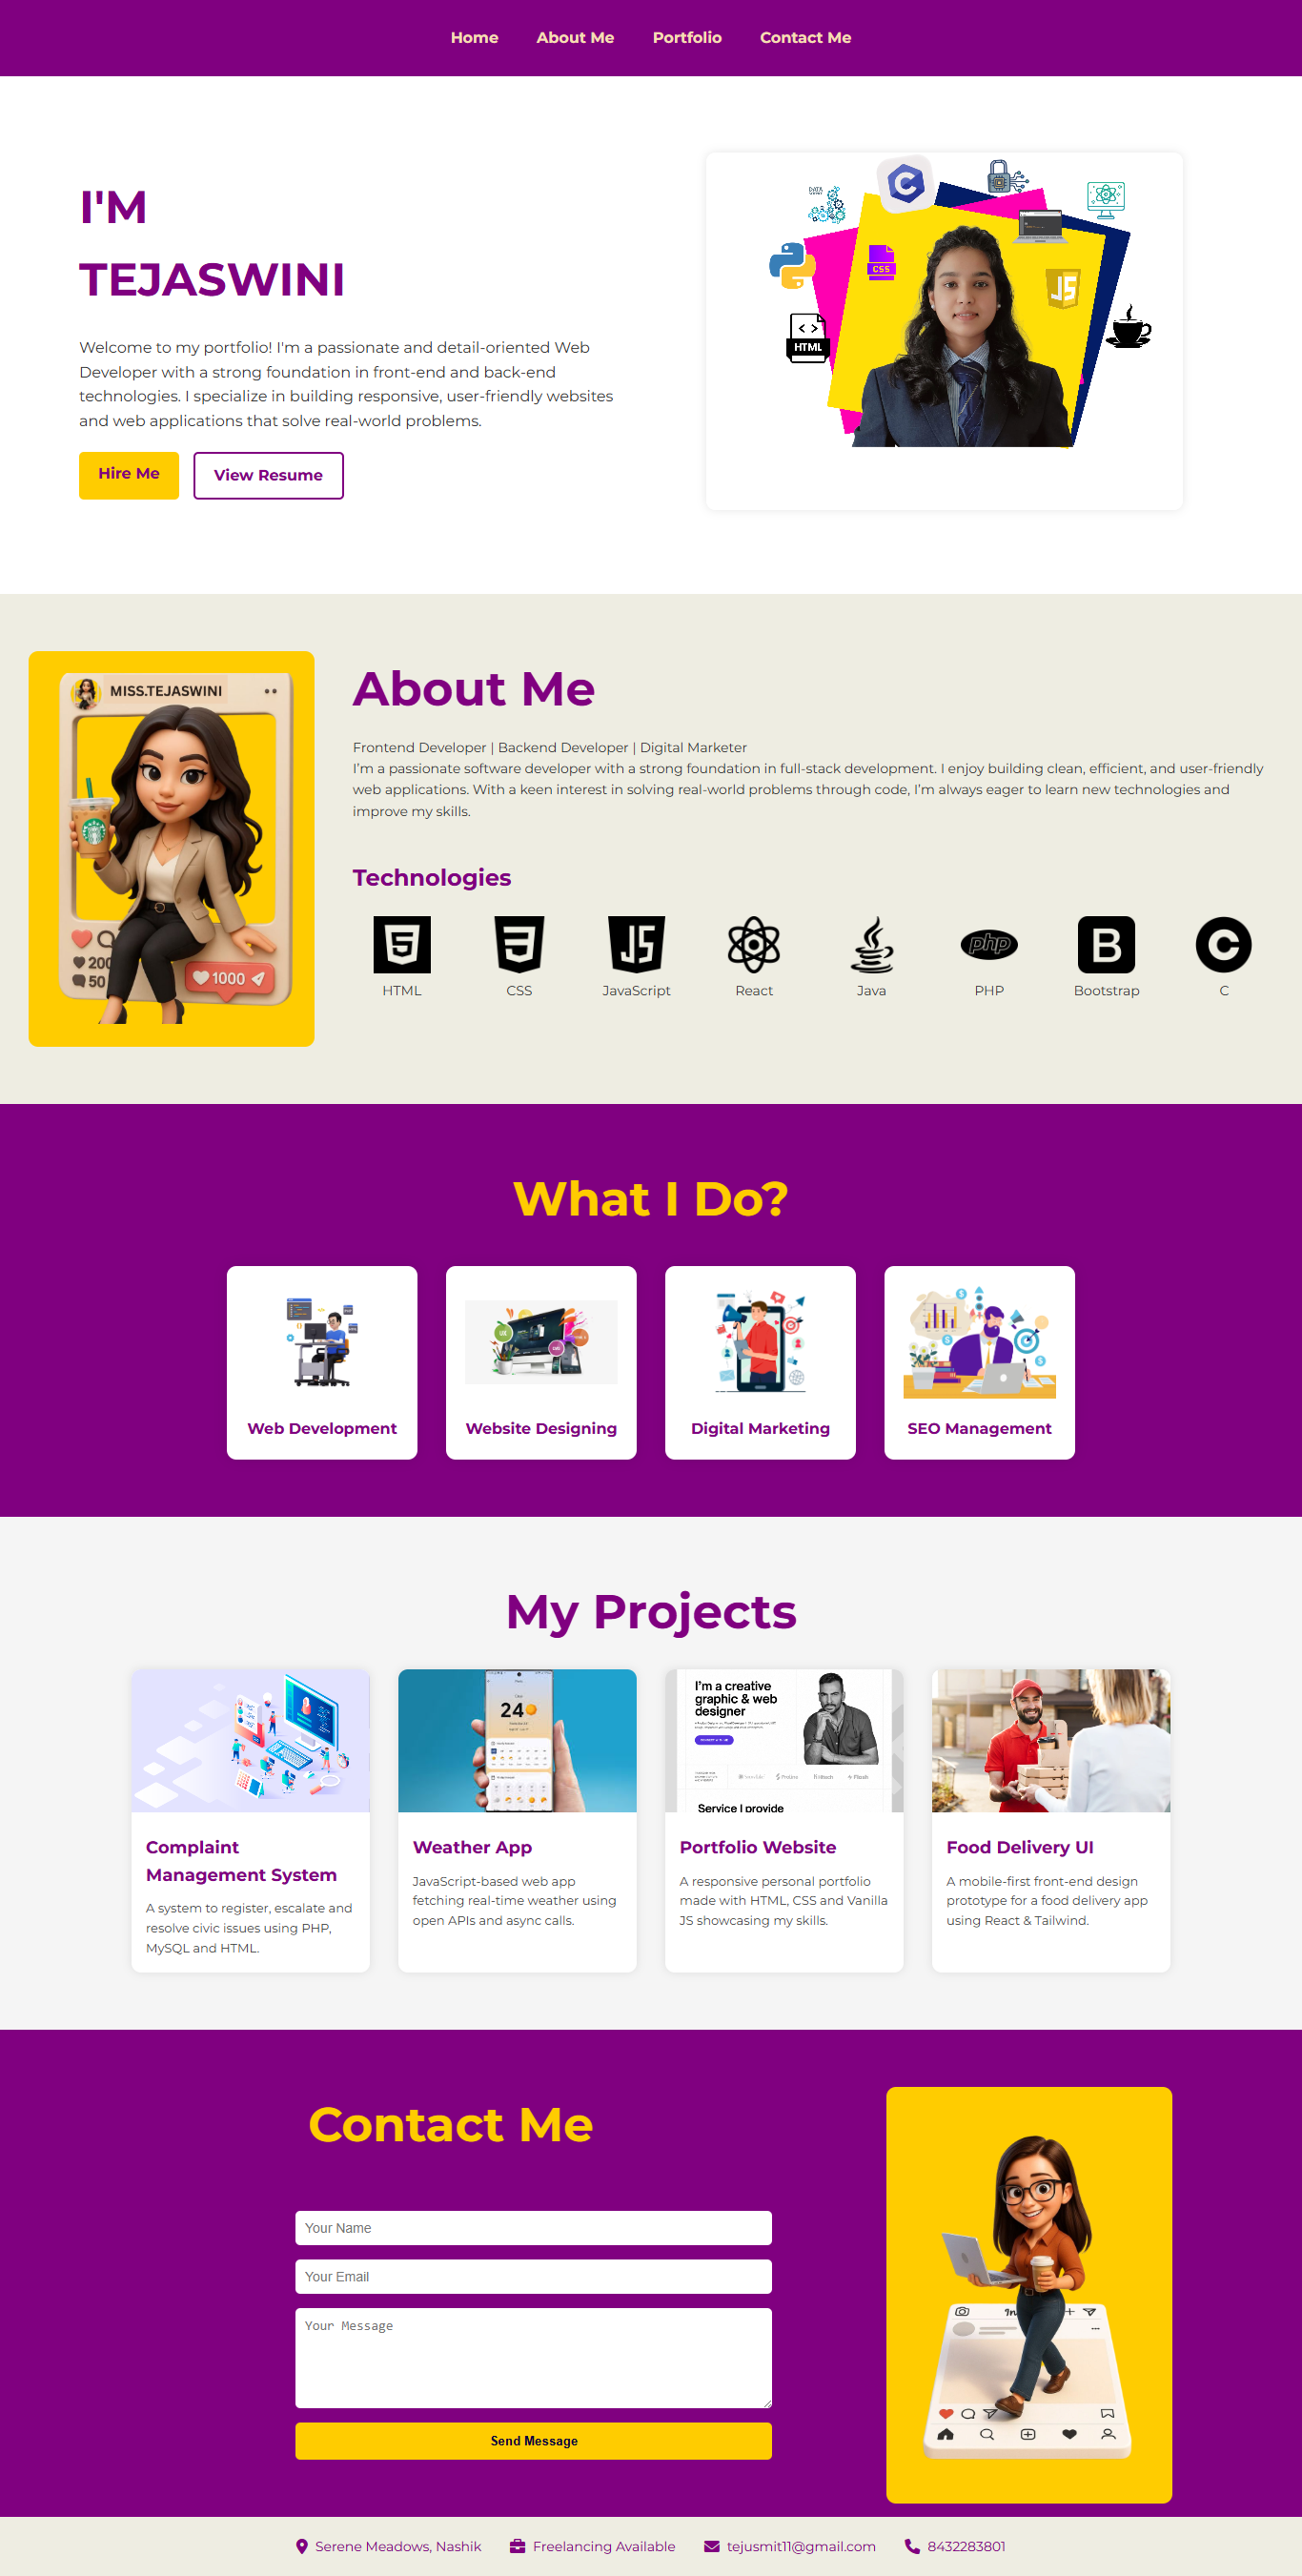 Home About Me Portfolio Contact Me
I'M
TEJASWINI
Welcome to my portfolio! I'm a passionate and detail-oriented Web
Developer with a strong foundation in front-end and back-end
technologies. I specialize in building responsive, user-friendly websites
and web applications that solve real-world problems.
Hire Me View Resume
DATA
CSS
JS
HTML
MISS.TEJASWINI
200
50
1000
About Me
Frontend Developer | Backend Developer | Digital Marketer
I’m a passionate software developer with a strong foundation in full-stack development. I enjoy building clean, efficient, and user-friendly
web applications. With a keen interest in solving real-world problems through code, I’m always eager to learn new technologies and
improve my skills.
Technologies
HTML CSS JavaScript React Java PHP Bootstrap C
What I Do?
Web Development Website Designing Digital Marketing SEO Management
My Projects
24
I'm a creative
graphic & web
designer
Service I provide
Complaint
Management System
A system to register, escalate and
resolve civic issues using PHP,
MySQL and HTML.
Weather App
JavaScript-based web app
fetching real-time weather using
open APIs and async calls.
Portfolio Website
A responsive personal portfolio
made with HTML, CSS and Vanilla
JS showcasing my skills.
Food Delivery UI
A mobile-first front-end design
prototype for a food delivery app
using React & Tailwind.
Contact Me
Your Name
Your Email
Your Message
Send Message
Serene Meadows, Nashik Freelancing Available tejusmit11@gmail.com 8432283801